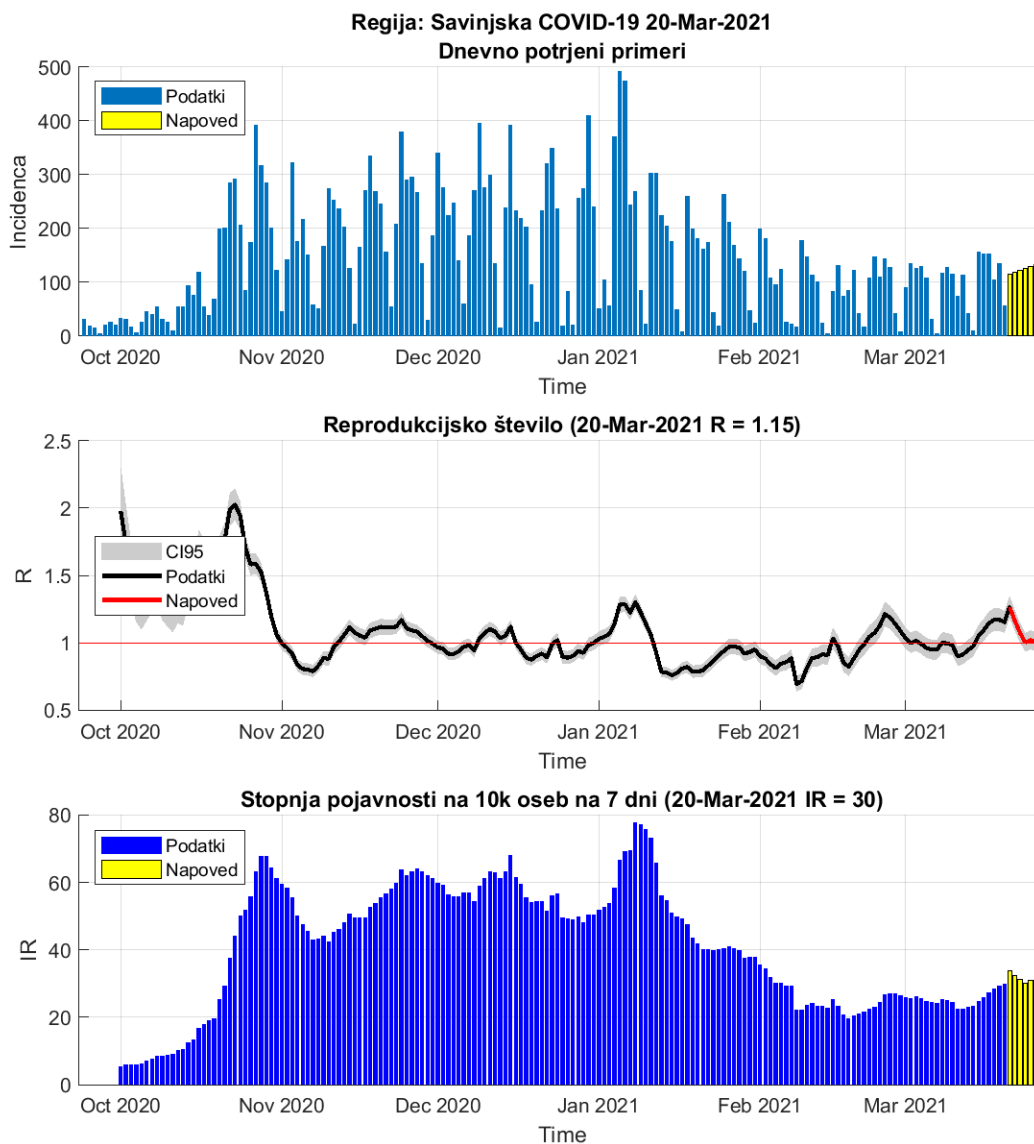 Regija: Savinjska COVID-19 20-Mar-2021
Dnevno potrjeni primeri
500
400
300
200
100
0
Incidenca
Podatki
Napoved
Oct 2020 Nov 2020 Dec 2020 Jan 2021 Feb 2021 Mar 2021
Time
Reprodukcijsko število (20-Mar-2021 R = 1.15)
2.5
2
1.5
1
0.5
R
CI95
Podatki
Napoved
Oct 2020 Nov 2020 Dec 2020 Jan 2021 Feb 2021 Mar 2021
Time
Stopnja pojavnosti na 10k oseb na 7 dni (20-Mar-2021 IR = 30)
80
60
40
20
0
IR
Podatki
Napoved
Oct 2020 Nov 2020 Dec 2020 Jan 2021 Feb 2021 Mar 2021
Time